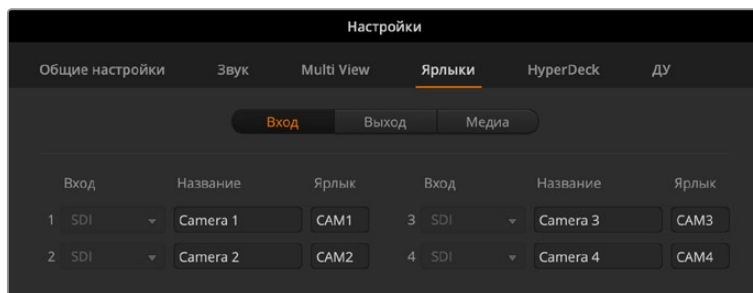 Настройки
Общие настройки Звук Multi View Ярлыки HyperDeck ДУ
Вход Выход Медиа
Вход Название Ярлык Вход Название Ярлык
1 SDI Camera 1 CAM1 3 SDI Camera 3 CAM3
2 SDI Camera 2 CAM2 4 SDI Camera 4 CAM4